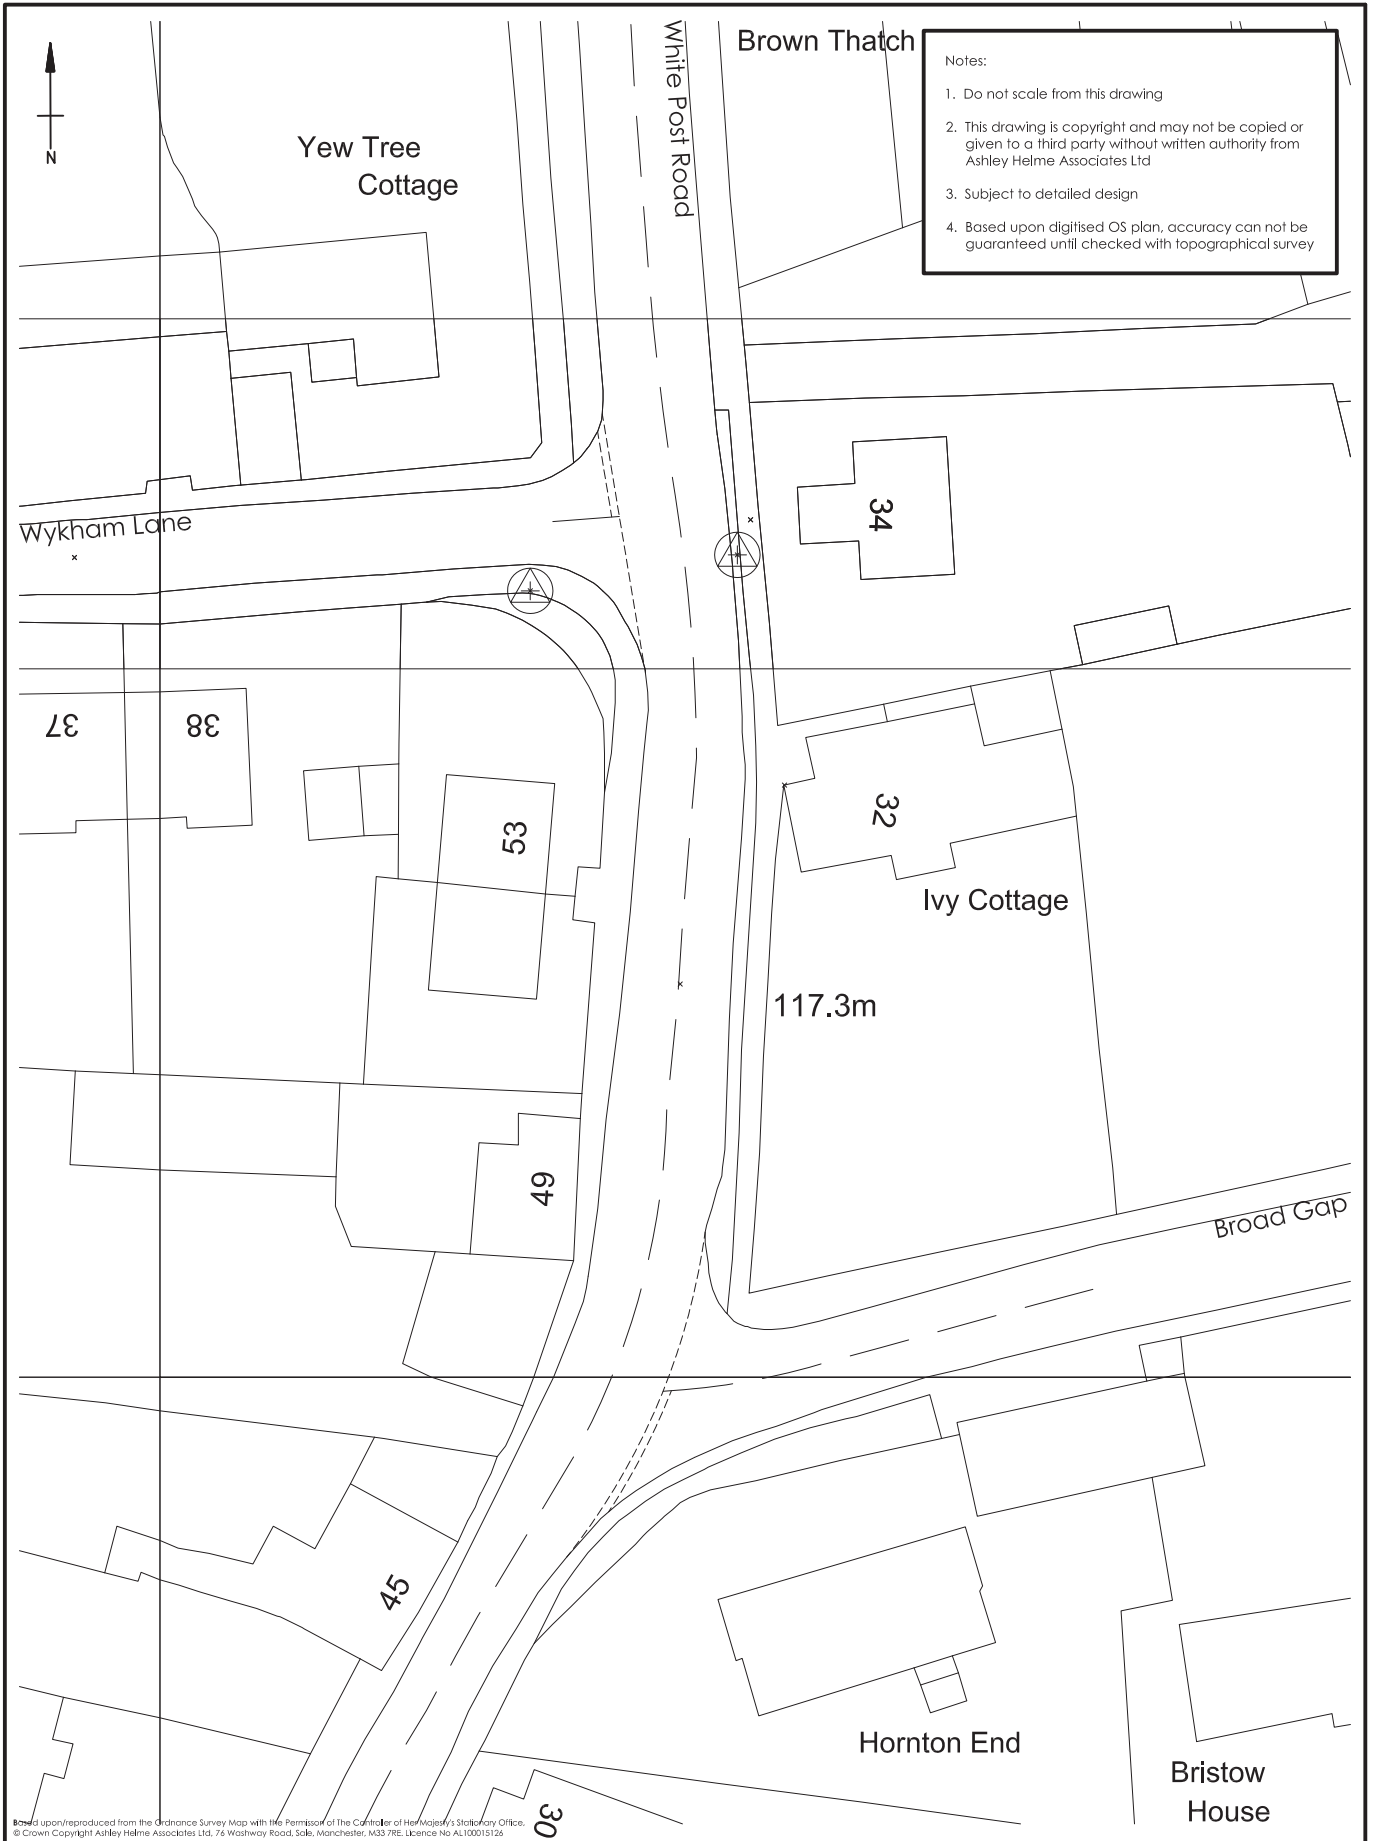 Brown Thatch
White Post Road
Notes:
1. Do not scale from this drawing
2. This drawing is copyright and may not be copied or
given to a third party without written authority from
Ashley Helme Associates Ltd
3. Subject to detailed design
4. Based upon digitised OS plan, accuracy can not be
guaranteed until checked with topographical survey
N
Yew Tree
Cottage
Wykham Lane
34
37
38
53
32
Ivy Cottage
117.3m
49
Broad Gap
45
Hornton End
Bristow
House
30
Based upon/reproduced from the Ordnance Survey Map with the Permisson of The Controller of Her Majesty's Stationary Office.
© Crown Copyright Ashley Helme Associates Ltd, 76 Washway Road, Sale, Manchester, M33 7RE. Licence No AL100015126